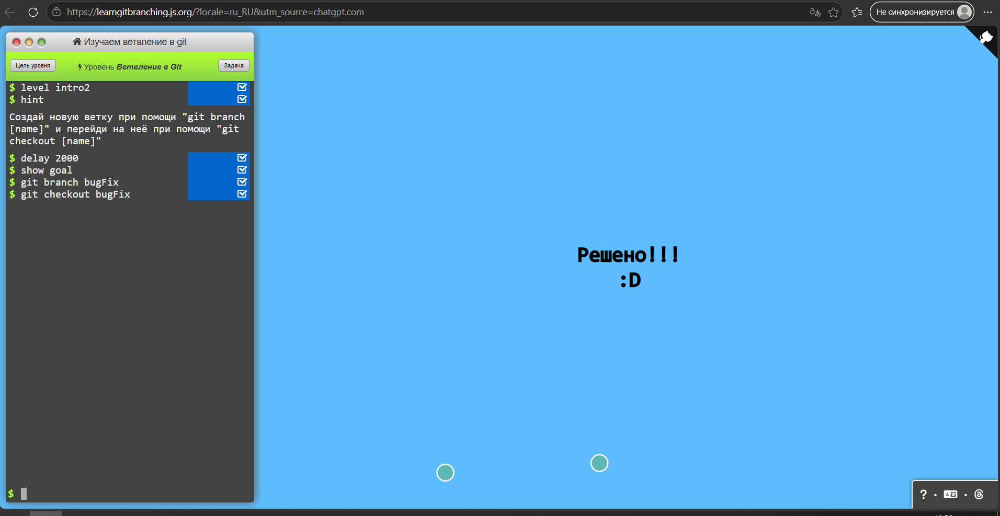 https://learngitbranching.js.org/?locale=ru_RU&utm_source=chatgpt.com
Не синхронизируется
Изучаем ветвление в git
Цель уровня
Уровень Ветвление в Git
Задача
$ level intro2
$ hint
Создай новую ветку при помощи "git branch
[name]" и перейди на неё при помощи "git
checkout [name]"
$ delay 2000
$ show goal
$ git branch bugFix
$ git checkout bugFix
Решено!!!
:D
$
?